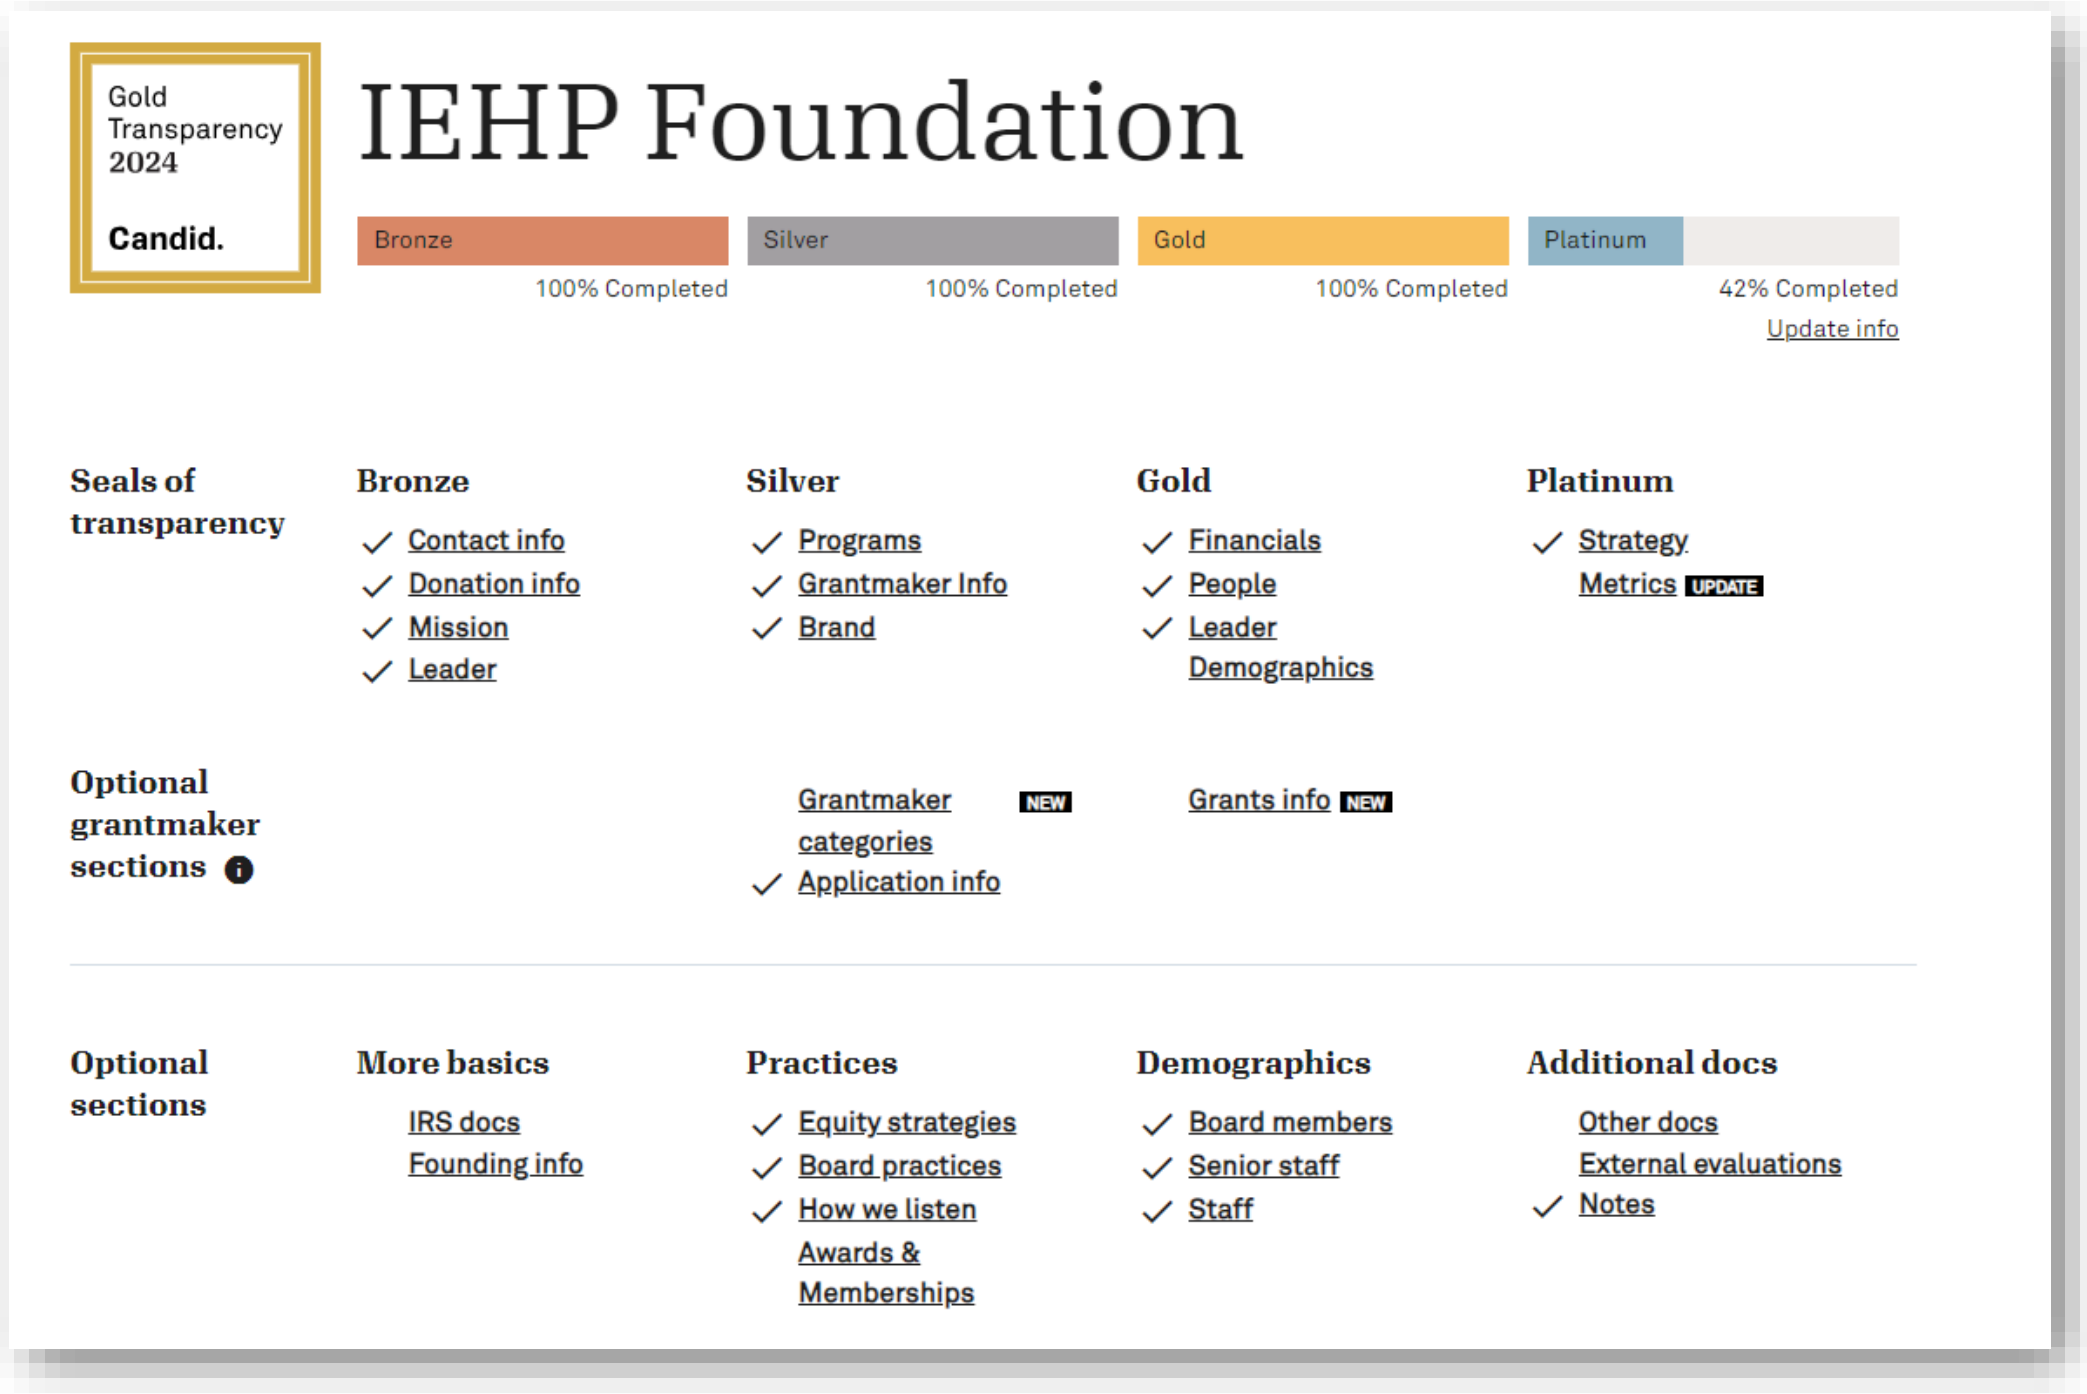 Gold
Transparency
2024
Candid.
IEHP Foundation
Bronze
100% Completed
Silver
100% Completed
Gold
100% Completed
Platinum
42% Completed
Update info
Seals of
transparency
Bronze
Contact info
Donation info
Mission
Leader
Silver
Programs
Grantmaker Info
Brand
Gold
Financials
People
Leader
Demographics
Platinum
Strategy
Metrics UPDATE
Optional
grantmaker
sections i
Grantmaker NEW
categories
Application info
Grants info NEW
Optional
sections
More basics
IRS docs
Founding info
Practices
Equity strategies
Board practices
How we listen
Awards &
Memberships
Demographics
Board members
Senior staff
Staff
Additional docs
Other docs
External evaluations
Notes